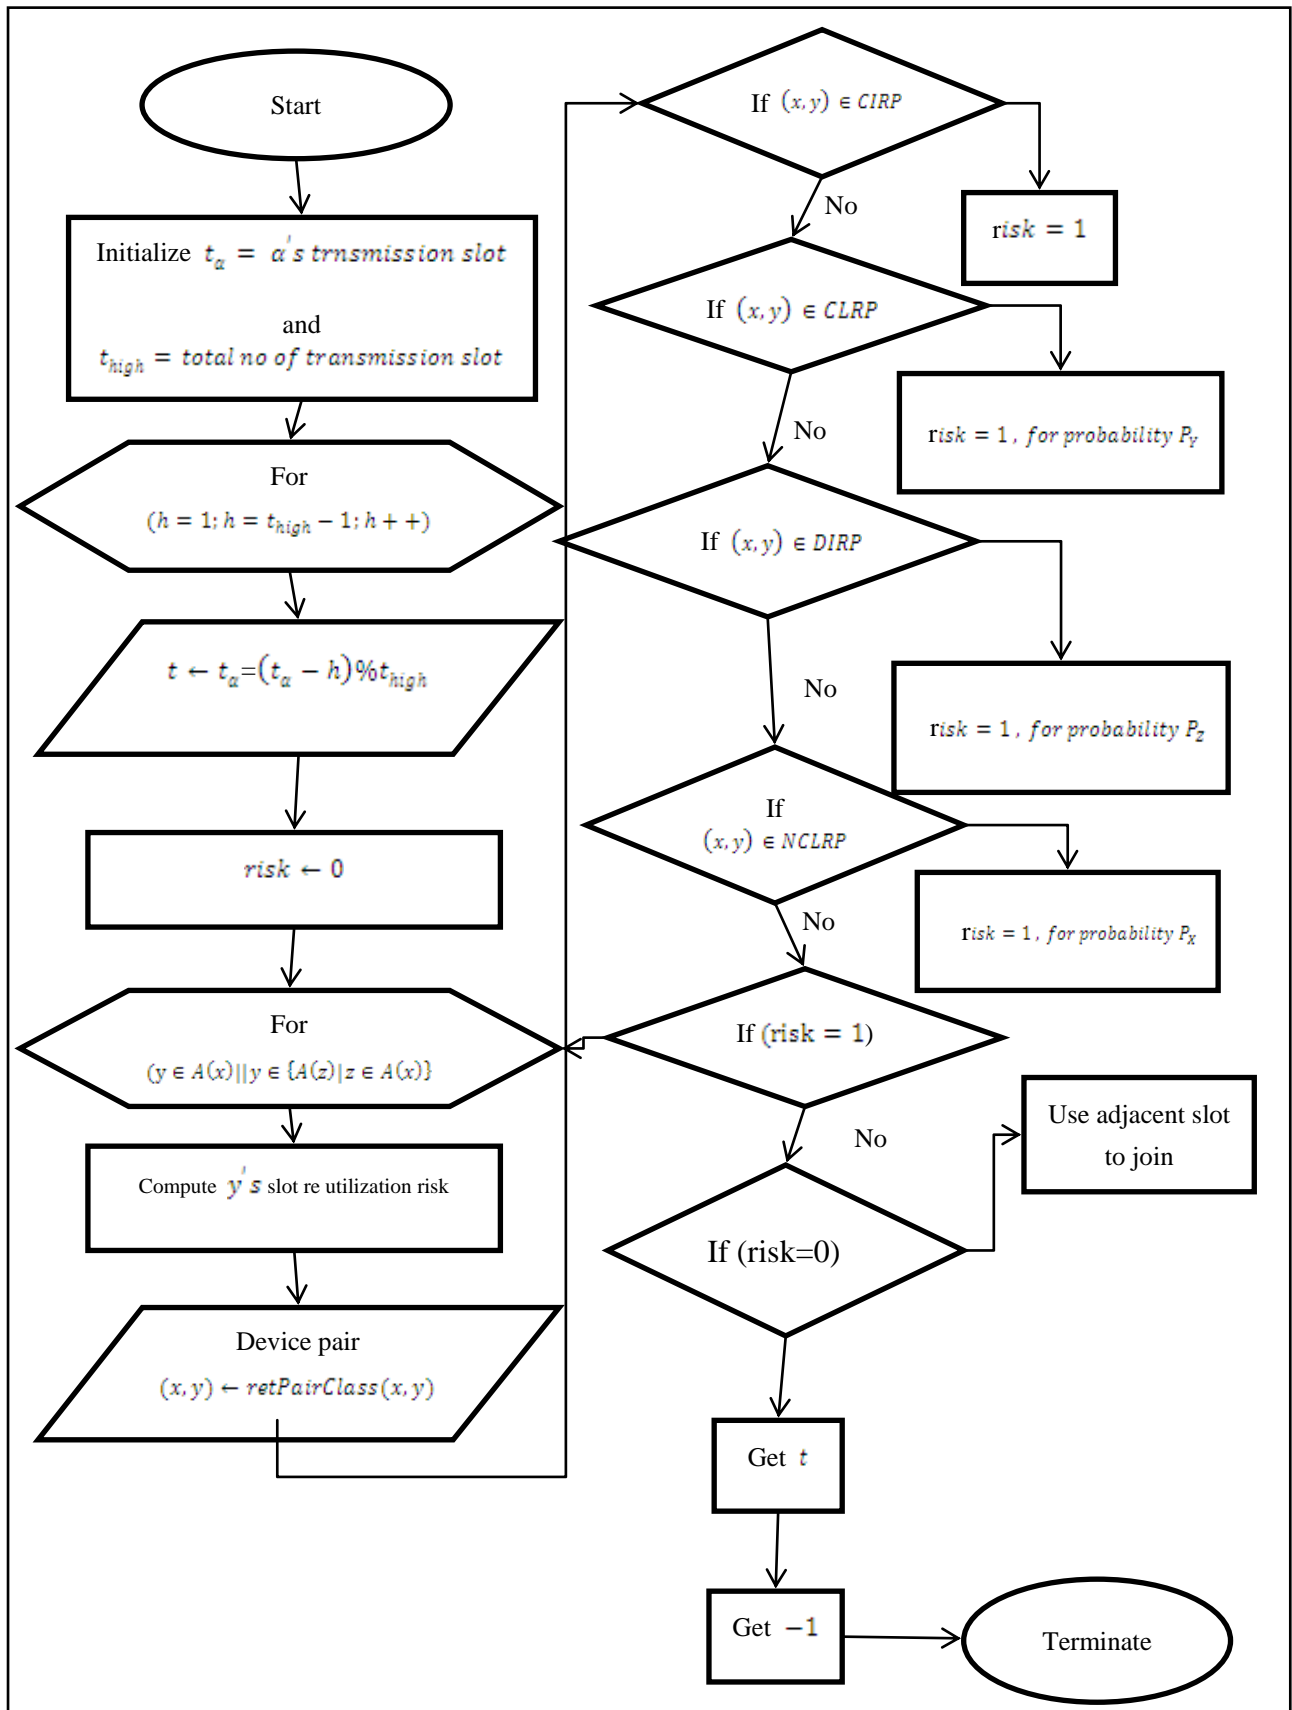 Start
Initialize t_α = α's trnsmission slot
and
t_high = total no of transmission slot
For
(h = 1; h = t_high − 1; h + +)
t ← t_α=(t_α − h)%t_high
risk ← 0
For
(y ∈ A(x)||y ∈ {A(z)|z ∈ A(x)}
Compute y's slot re utilization risk
Device pair
(x, y) ← retPairClass(x, y)
If (x, y) ∈ CIRP
risk = 1
No
If (x, y) ∈ CLRP
risk = 1, for probability P_Y
No
If (x, y) ∈ DIRP
risk = 1, for probability P_Z
No
If
(x, y) ∈ NCLRP
risk = 1, for probability P_X
No
If (risk = 1)
Use adjacent slot
to join
No
If (risk=0)
Get t
Get −1
Terminate